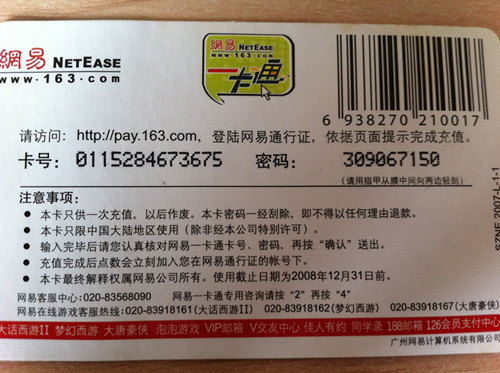 網易 NETEASE
www.163.com
網易 NETEASE
www.163.com
一卡通
6 938270 210017
请访问：http://pay.163.com，登陆网易通行证，依据页面提示完成充值。
卡号：0115284673675 密码：309067150
（请用指甲从膜中间向两边轻刮）
注意事项：
• 本卡只供一次充值，以后作废。本卡密码一经刮除，即不得以任何理由退款。
• 本卡只限中国大陆地区使用（除非经本公司特别许可）。
• 输入完毕后请您认真核对网易一卡通卡号、密码，再按“确认”送出。
• 充值完成后点数会立刻加入您在网易通行证的帐号下。
• 本卡最终解释权属网易公司所有。使用截止日期为2008年12月31日前。
网易客服中心：020-83568090 网易一卡通专用咨询请按“2”再按“4”
网易在线游戏客服热线：020-83918161（大话西游II） 020-83918162（梦幻西游） 020-83918167（大唐豪侠）
大话西游II 梦幻西游 大唐豪侠 泡泡游戏 VIP邮箱 V交友中心 佳人有约 同学录 188邮箱 126会员支付中心
广州网易计算机系统有限公司
SZNE 2007-1-1